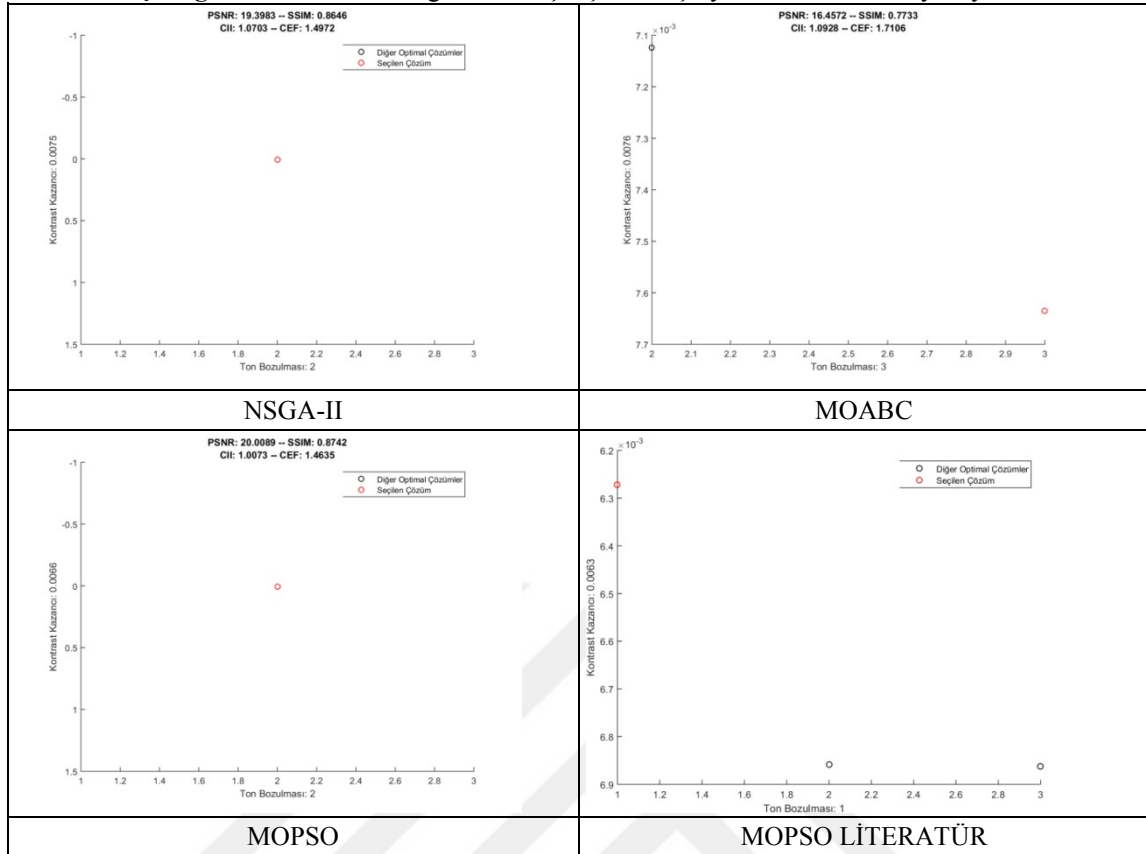 PSNR: 19.3983 -- SSIM: 0.8646
CII: 1.0703 -- CEF: 1.4972
Diğer Optimal Çözümler
Seçilen Çözüm
-1
-0.5
0
0.5
1
1.5
Kontrast Kazancı: 0.0075
1 1.2 1.4 1.6 1.8 2 2.2 2.4 2.6 2.8 3
Ton Bozulması: 2
PSNR: 16.4572 -- SSIM: 0.7733
CII: 1.0928 -- CEF: 1.7106
×10-3
7.1
7.2
7.3
7.4
7.5
7.6
7.7
Kontrast Kazancı: 0.0076
2 2.1 2.2 2.3 2.4 2.5 2.6 2.7 2.8 2.9 3
Ton Bozulması: 3
NSGA-II
MOABC
PSNR: 20.0089 -- SSIM: 0.8742
CII: 1.0073 -- CEF: 1.4635
Diğer Optimal Çözümler
Seçilen Çözüm
-1
-0.5
0
0.5
1
1.5
Kontrast Kazancı: 0.0066
1 1.2 1.4 1.6 1.8 2 2.2 2.4 2.6 2.8 3
Ton Bozulması: 2
×10-3
Diğer Optimal Çözümler
Seçilen Çözüm
6.2
6.3
6.4
6.5
6.6
6.7
6.8
6.9
Kontrast Kazancı: 0.0063
1 1.2 1.4 1.6 1.8 2 2.2 2.4 2.6 2.8 3
Ton Bozulması: 1
MOPSO
MOPSO LİTERATÜR